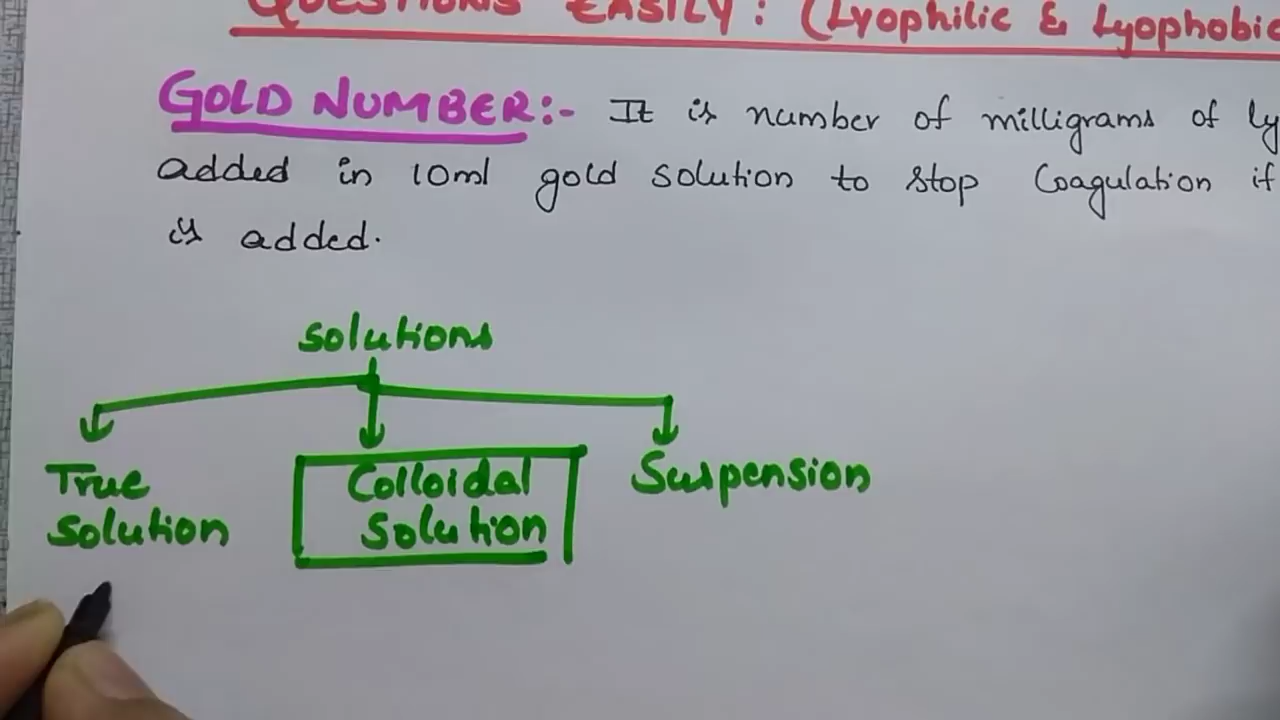 QUESTIONS EASILY: (Lyophilic & Lyophobic
GOLD NUMBER:- It is number of milligrams of ly
added in 10ml gold solution to stop Coagulation if
is added.
solutions
True solution
Colloidal solution
Suspension